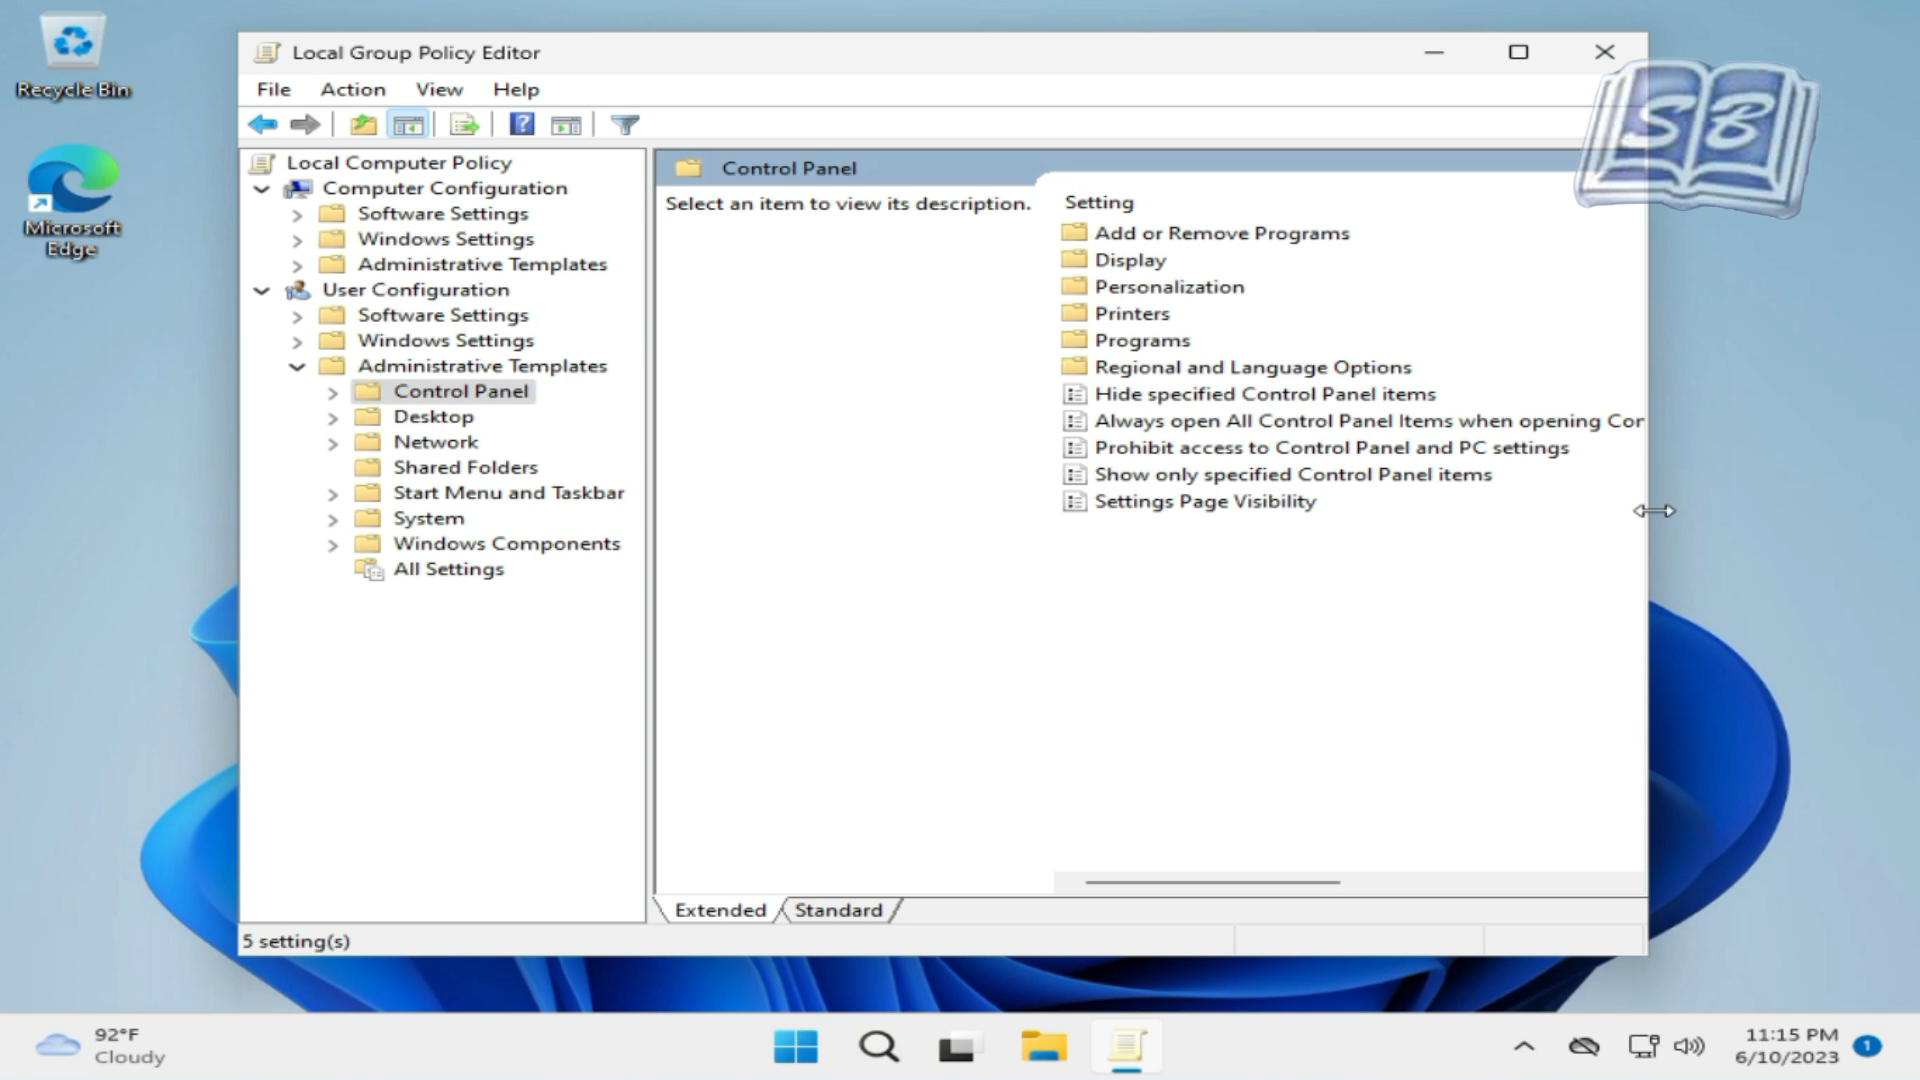 Recycle Bin
Microsoft
Edge
Local Group Policy Editor
File Action View Help
Local Computer Policy
Computer Configuration
Software Settings
Windows Settings
Administrative Templates
User Configuration
Software Settings
Windows Settings
Administrative Templates
Control Panel
Desktop
Network
Shared Folders
Start Menu and Taskbar
System
Windows Components
All Settings
Control Panel
Select an item to view its description.
Setting
Add or Remove Programs
Display
Personalization
Printers
Programs
Regional and Language Options
Hide specified Control Panel items
Always open All Control Panel Items when opening Cor
Prohibit access to Control Panel and PC settings
Show only specified Control Panel items
Settings Page Visibility
Extended Standard
5 setting(s)
SB
92°F
Cloudy
11:15 PM
6/10/2023
1